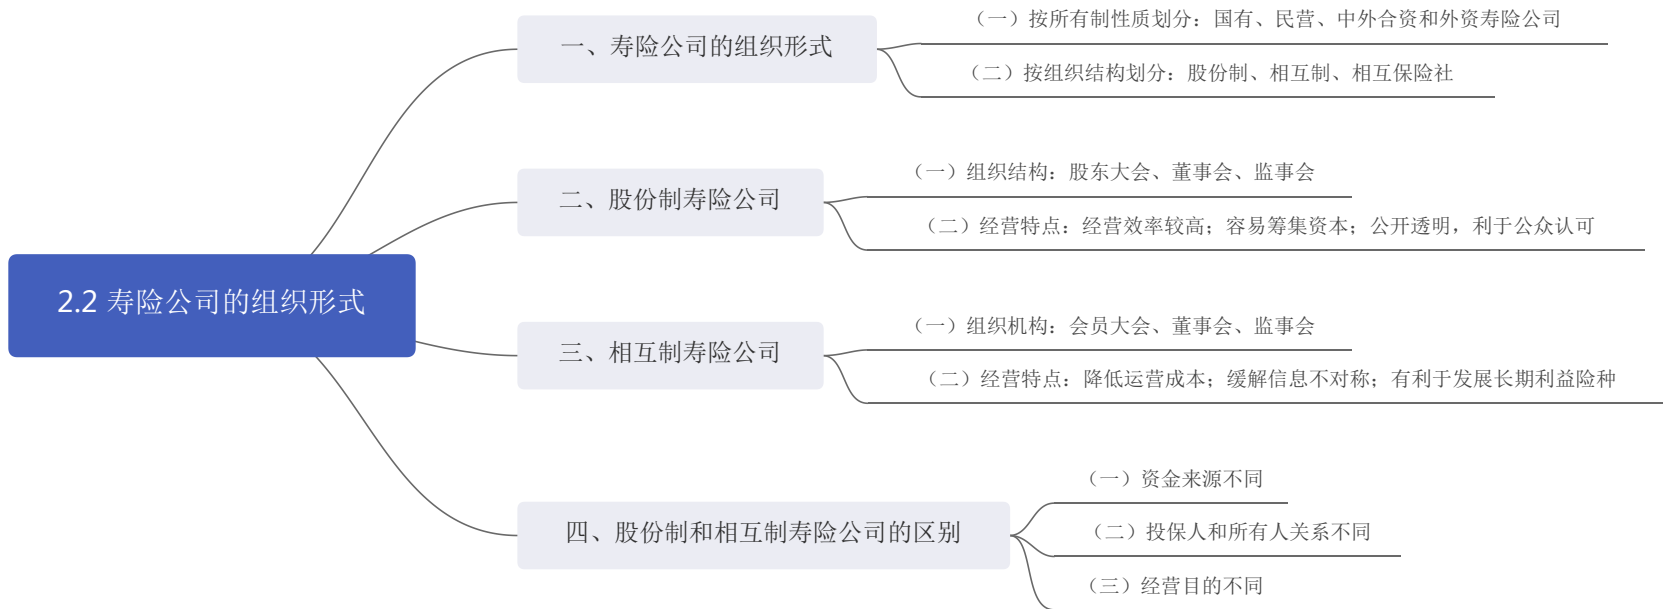 2.2 寿险公司的组织形式
一、寿险公司的组织形式
（一）按所有制性质划分：国有、民营、中外合资和外资寿险公司
（二）按组织结构划分：股份制、相互制、相互保险社
二、股份制寿险公司
（一）组织结构：股东大会、董事会、监事会
（二）经营特点：经营效率较高；容易筹集资本；公开透明，利于公众认可
三、相互制寿险公司
（一）组织机构：会员大会、董事会、监事会
（二）经营特点：降低运营成本；缓解信息不对称；有利于发展长期利益险种
四、股份制和相互制寿险公司的区别
（一）资金来源不同
（二）投保人和所有人关系不同
（三）经营目的不同